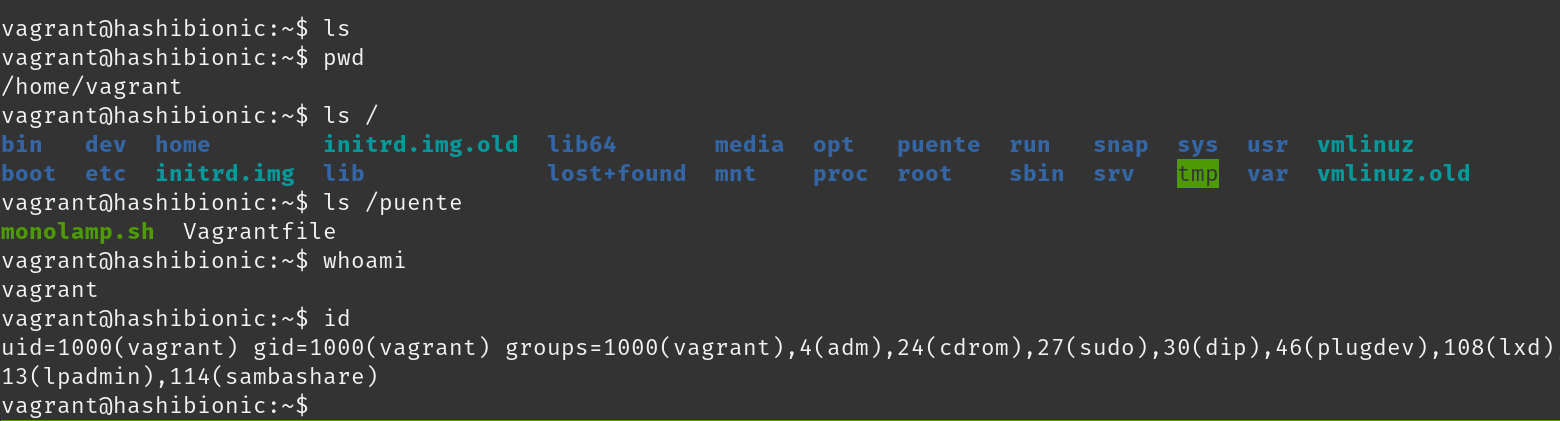 vagrant@hashibionic:~$ ls
vagrant@hashibionic:~$ pwd
/home/vagrant
vagrant@hashibionic:~$ ls /
bin   dev  home        initrd.img.old  lib64       media  opt   puente  run   snap  sys  usr  vmlinuz
boot  etc  initrd.img  lib             lost+found  mnt    proc  root    sbin  srv   tmp  var  vmlinuz.old
vagrant@hashibionic:~$ ls /puente
monolamp.sh  Vagrantfile
vagrant@hashibionic:~$ whoami
vagrant
vagrant@hashibionic:~$ id
uid=1000(vagrant) gid=1000(vagrant) groups=1000(vagrant),4(adm),24(cdrom),27(sudo),30(dip),46(plugdev),108(lxd)
13(lpadmin),114(sambashare)
vagrant@hashibionic:~$